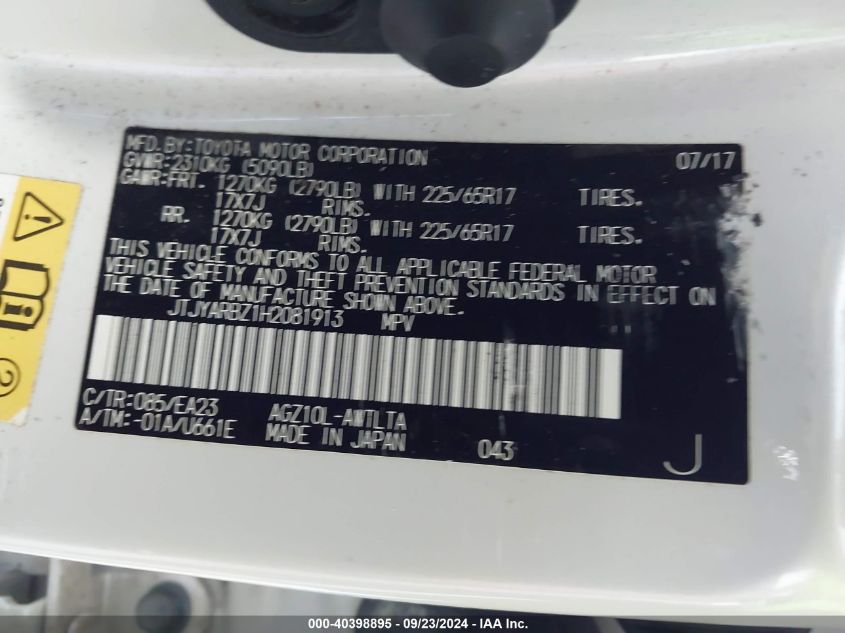 MFD.BY:TOYOTA MOTOR CORPORATION 07/17
GVWR:2310KG (5090LB)
GAWR:FRT. 1270KG (2790LB) WITH 225/65R17 TIRES.
17X7J RIMS.
RR. 1270KG (2790LB) WITH 225/65R17 TIRES.
17X7J RIMS.
THIS VEHICLE CONFORMS TO ALL APPLICABLE FEDERAL MOTOR
VEHICLE SAFETY AND THEFT PREVENTION STANDARDS IN EFFECT ON
THE DATE OF MANUFACTURE SHOWN ABOVE.
JTJYARBZ1H2081913 MPV
C/TR:085/EA23 AGZ10L-AWTLTA
A/TM:-01A/U661E MADE IN JAPAN 043
J
2
000-40398895 - 09/23/2024 - IAA Inc.